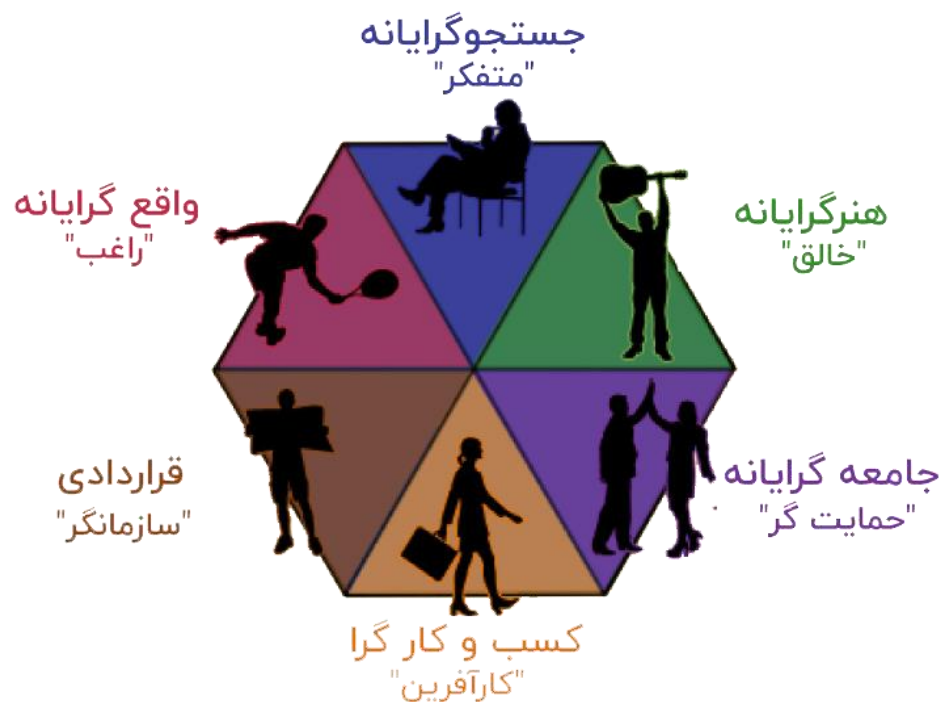 جستجوگرایانه
"متفکر"
هنرگرایانه
"خالق"
واقع گرایانه
"راغب"
جامعه گرایانه
"حمایت گر"
قراردادی
"سازمانگر"
کسب و کار گرا
"کارآفرین"